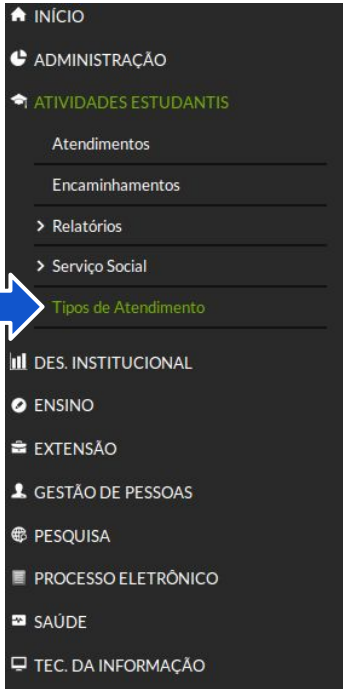 INÍCIO
ADMINISTRAÇÃO
ATIVIDADES ESTUDANTIS
Atendimentos
Encaminhamentos
Relatórios
Serviço Social
Tipos de Atendimento
DES. INSTITUCIONAL
ENSINO
EXTENSÃO
GESTÃO DE PESSOAS
PESQUISA
PROCESSO ELETRÔNICO
SAÚDE
TEC. DA INFORMAÇÃO